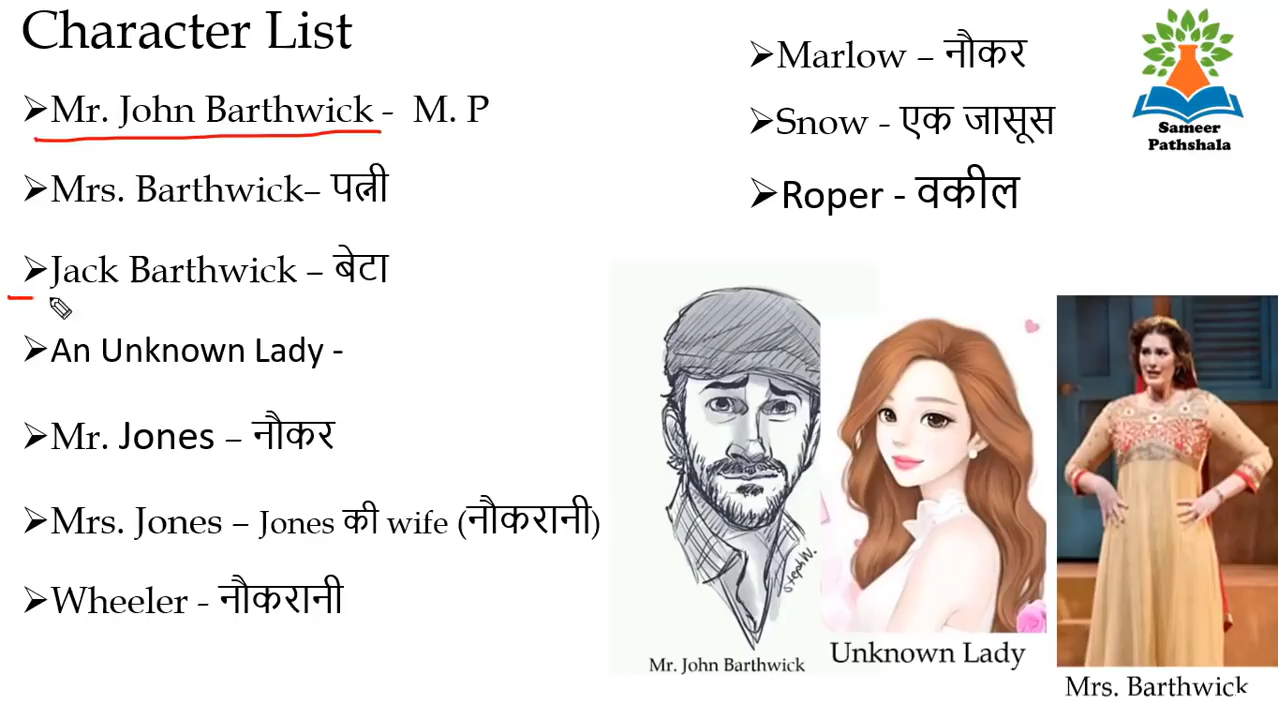 Character List
➢Mr. John Barthwick - M. P
➢Mrs. Barthwick– पत्नी
➢Jack Barthwick – बेटा
➢An Unknown Lady -
➢Mr. Jones – नौकर
➢Mrs. Jones – Jones की wife (नौकरानी)
➢Wheeler - नौकरानी
➢Marlow – नौकर
➢Snow - एक जासूस
➢Roper - वकील
Sameer
Pathshala
StephW.
Mr. John Barthwick
Unknown Lady
Mrs. Barthwick